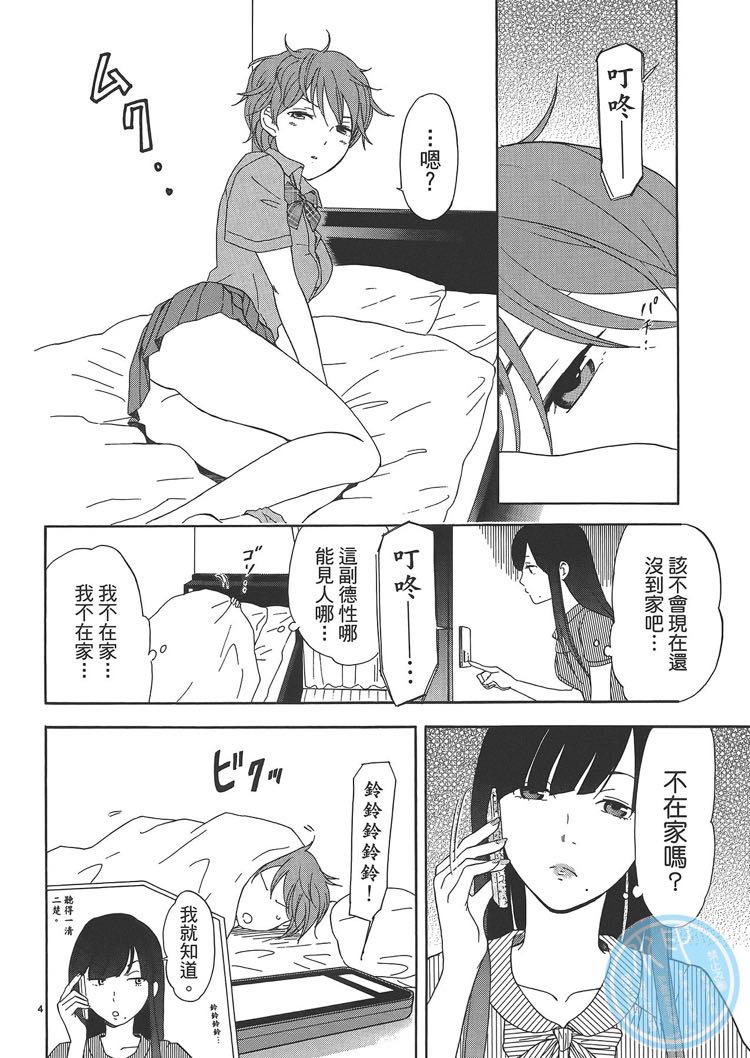 叮咚——
パチ…
…嗯?
ムク…
該不會現在還
沒到家吧…
叮咚——…
這副德性哪
能見人哪…
ゴソ…
我不在家…
我不在家…
不在家嗎?
鈴鈴鈴鈴鈴!
ビクッ
我就知道。
鈴鈴鈴鈴…
聽得一清
二楚。
4